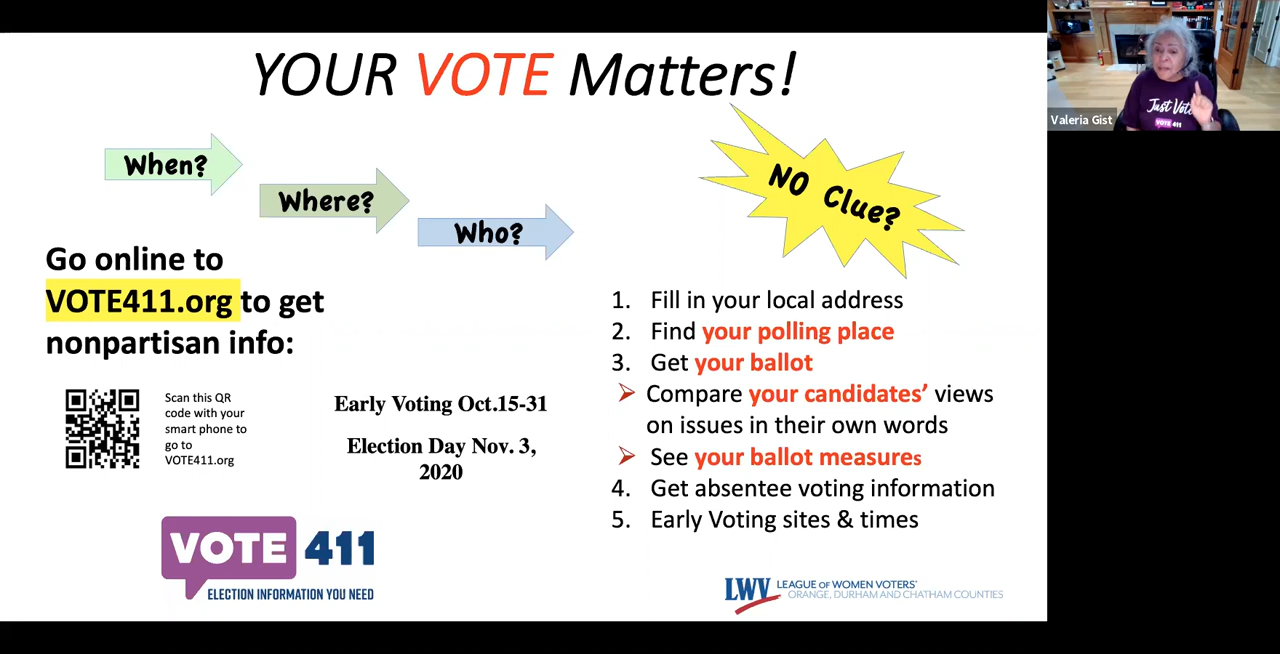 YOUR VOTE Matters!
When?
Where?
Who?
NO Clue?
Go online to
VOTE411.org to get
nonpartisan info:
Scan this QR
code with your
smart phone to
go to
VOTE411.org
Early Voting Oct.15-31
Election Day Nov. 3,
2020
VOTE 411
ELECTION INFORMATION YOU NEED
1. Fill in your local address
2. Find your polling place
3. Get your ballot
➢ Compare your candidates’ views
on issues in their own words
➢ See your ballot measures
4. Get absentee voting information
5. Early Voting sites & times
LWV LEAGUE OF WOMEN VOTERS®
ORANGE, DURHAM AND CHATHAM COUNTIES
Just Vote
VOTE 411
Valeria Gist